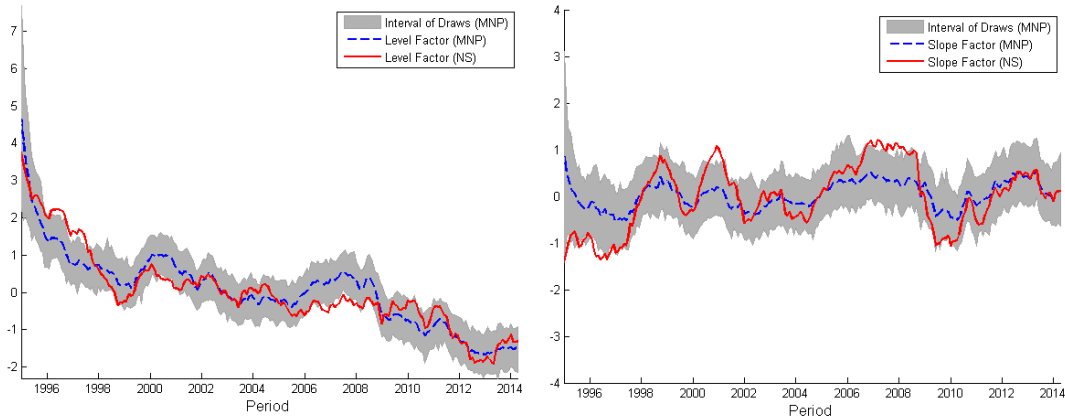 7
6
5
4
3
2
1
0
-1
-2
Interval of Draws (MNP)
Level Factor (MNP)
Level Factor (NS)
1996 1998 2000 2002 2004 2006 2008 2010 2012 2014
Period
4
3
2
1
0
-1
-2
-3
-4
Interval of Draws (MNP)
Slope Factor (MNP)
Slope Factor (NS)
1996 1998 2000 2002 2004 2006 2008 2010 2012 2014
Period